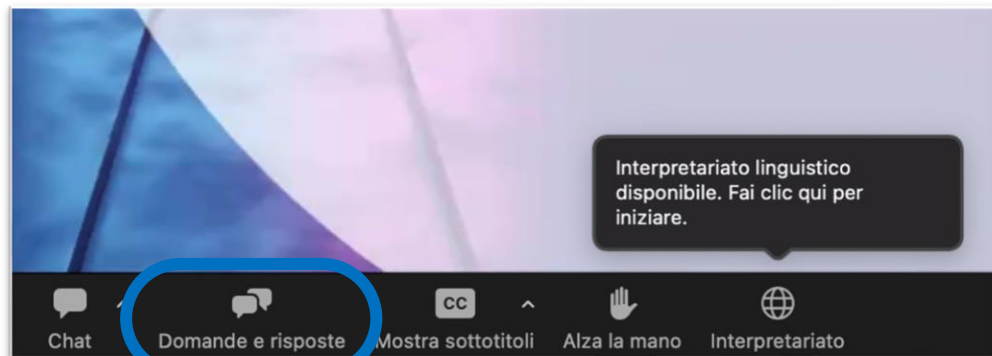 Interpretariato linguistico
disponibile. Fai clic qui per
iniziare.
CC
Chat
Domande e risposte
Mostra sottotitoli
Alza la mano
Interpretariato